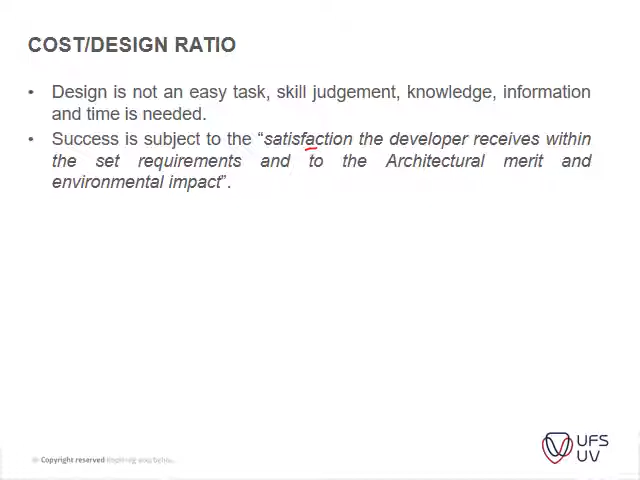 COST/DESIGN RATIO
• Design is not an easy task, skill judgement, knowledge, information
and time is needed.
• Success is subject to the “satisfaction the developer receives within
the set requirements and to the Architectural merit and
environmental impact”.
Copyright reserved
UFS
UV